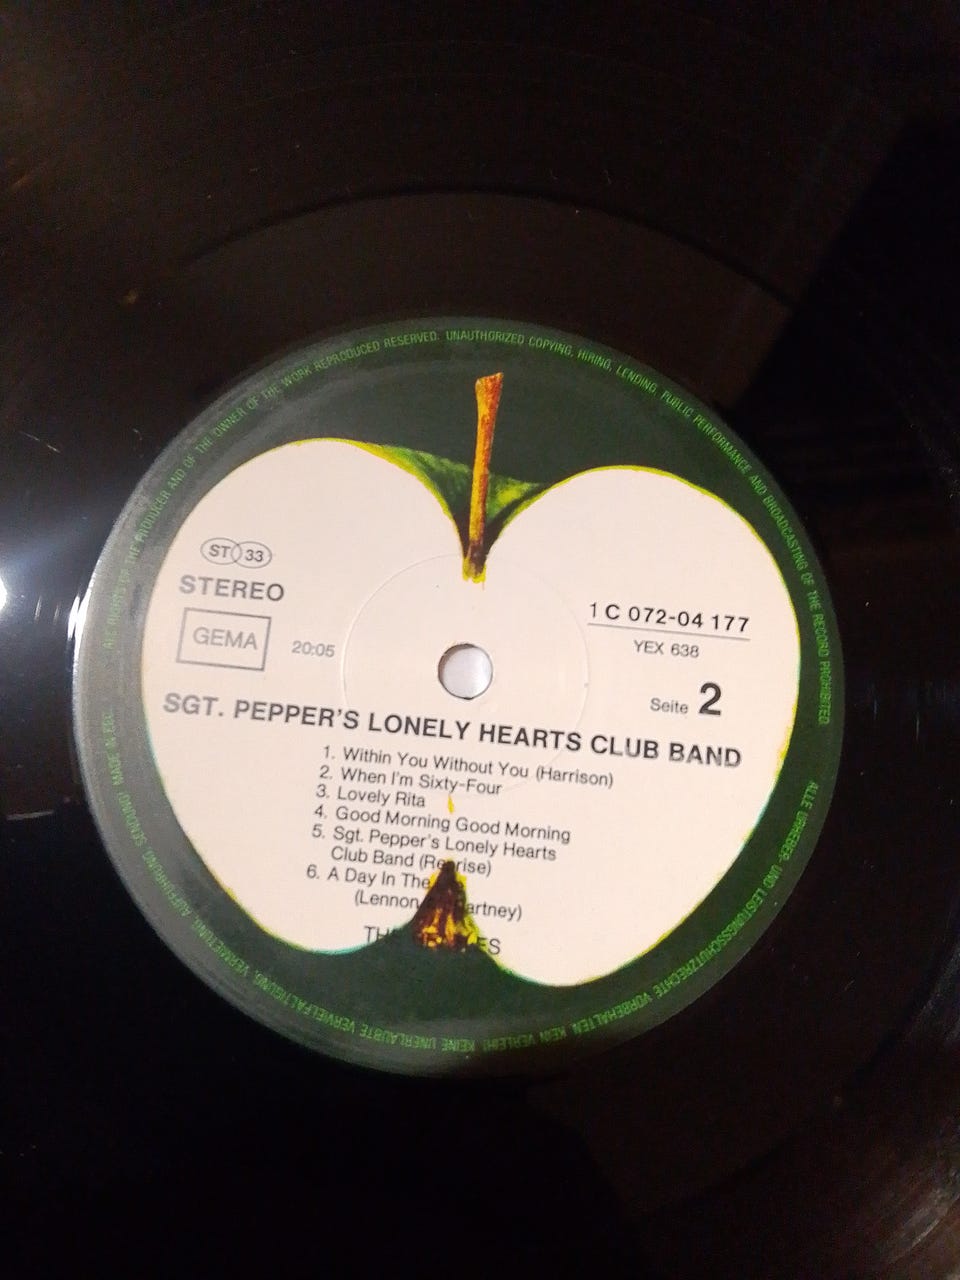 THE RIGHTS OF THE PRODUCER AND OF THE OWNER OF THE WORK REPRODUCED RESERVED. UNAUTHORIZED COPYING, HIRING, LENDING, PUBLIC PERFORMANCE AND BROADCASTING OF THE RECORD PROHIBITED.
ST 33
STEREO
GEMA
20:05
1 C 072-04 177
YEX 638
Seite 2
SGT. PEPPER'S LONELY HEARTS CLUB BAND
1. Within You Without You (Harrison)
2. When I'm Sixty-Four
3. Lovely Rita
4. Good Morning Good Morning
5. Sgt. Pepper's Lonely Hearts
Club Band (Reprise)
6. A Day In The
(Lennon
artney)
TH
ES
ALLE URHEBER- UND LEISTUNGSSCHUTZRECHTE VORBEHALTEN KEIN VERLEIH! KEINE UNERLAUBTE VERVIELFÄLTIGUNG, VERMIETUNG, AUFFÜHRUNG, SENDUNG! MADE IN EEC